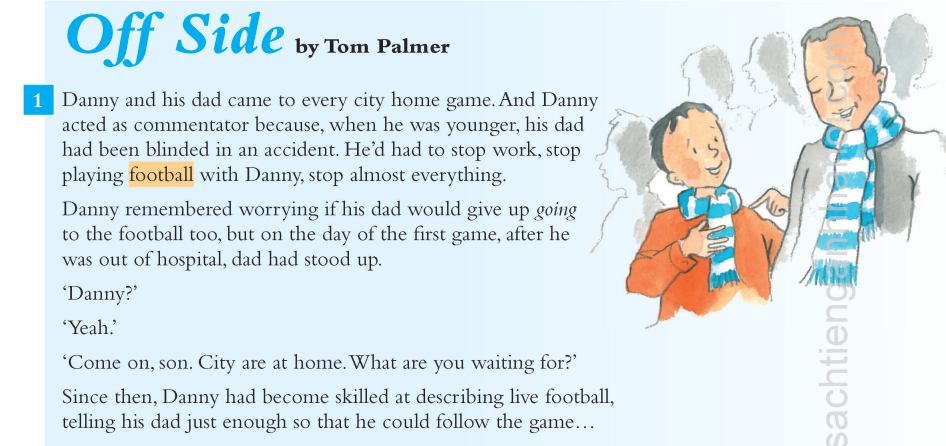 Off Side by Tom Palmer
1 Danny and his dad came to every city home game. And Danny
acted as commentator because, when he was younger, his dad
had been blinded in an accident. He’d had to stop work, stop
playing football with Danny, stop almost everything.
Danny remembered worrying if his dad would give up going
to the football too, but on the day of the first game, after he
was out of hospital, dad had stood up.
‘Danny?’
‘Yeah.’
‘Come on, son. City are at home. What are you waiting for?’
Since then, Danny had become skilled at describing live football,
telling his dad just enough so that he could follow the game…